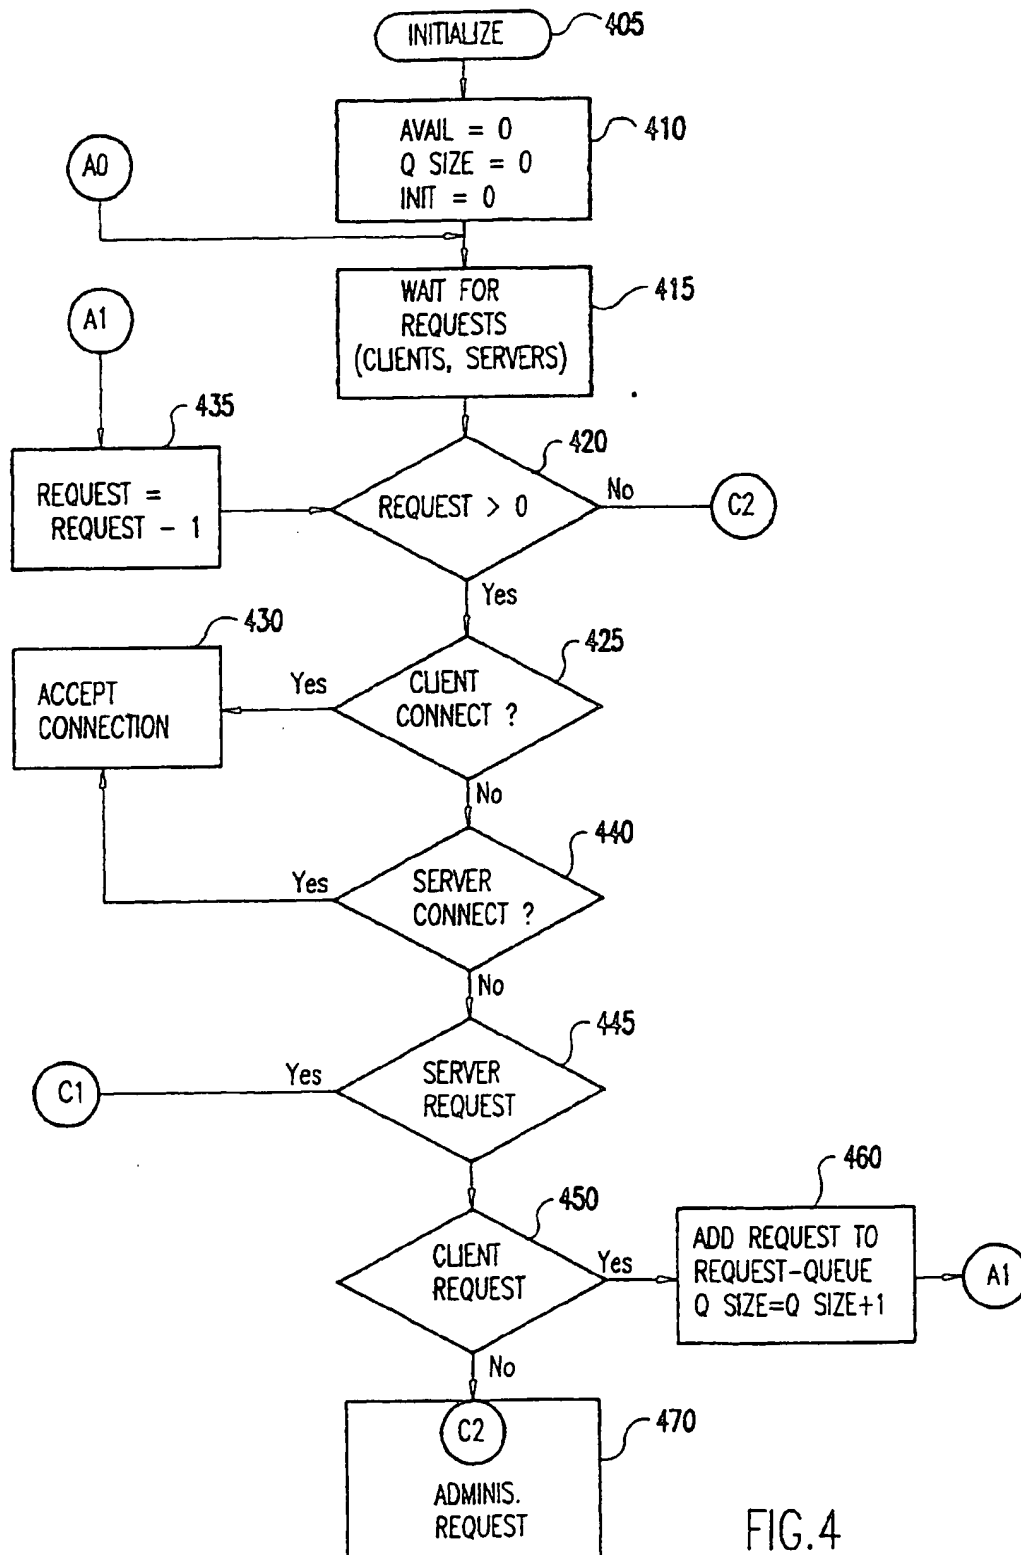 INITIALIZE
405
AVAIL = 0
Q SIZE = 0
INIT = 0
410
A0
WAIT FOR
REQUESTS
(CLIENTS, SERVERS)
415
A1
435
REQUEST =
REQUEST - 1
420
REQUEST > 0
No
C2
Yes
430
ACCEPT
CONNECTION
425
Yes
CLIENT
CONNECT ?
No
440
Yes
SERVER
CONNECT ?
No
445
C1
Yes
SERVER
REQUEST
450
CLIENT
REQUEST
Yes
460
ADD REQUEST TO
REQUEST-QUEUE
Q SIZE=Q SIZE+1
A1
No
C2
470
ADMINIS.
REQUEST
FIG.4